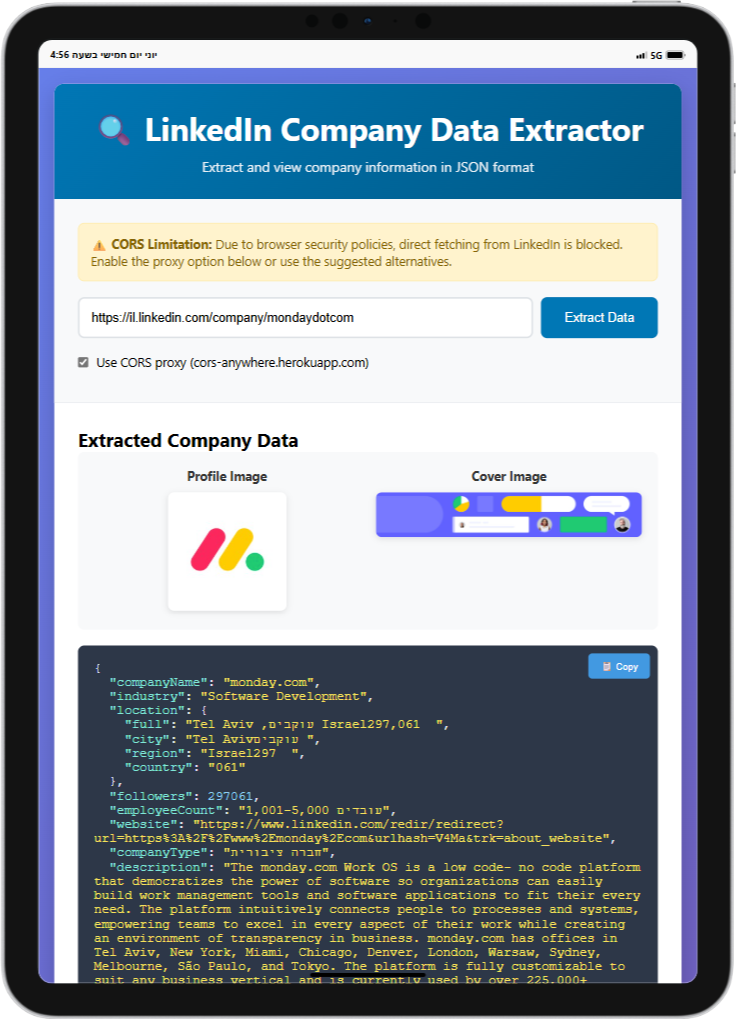 4:56 יוני יום חמישי בשעה
5G
LinkedIn Company Data Extractor
Extract and view company information in JSON format
CORS Limitation: Due to browser security policies, direct fetching from LinkedIn is blocked.
Enable the proxy option below or use the suggested alternatives.
https://il.linkedin.com/company/mondaydotcom
Extract Data
Use CORS proxy (cors-anywhere.herokuapp.com)
Extracted Company Data
Profile Image
Cover Image
Copy
{
"companyName": "monday.com",
"industry": "Software Development",
"location": {
"full": "Tel Aviv ,עוקבים Israel297,061  ",
"city": "Tel Avivעוקבים ",
"region": "Israel297  ",
"country": "061"
},
"followers": 297061,
"employeeCount": "1,001-5,000 עובדים",
"website": "https://www.linkedin.com/redir/redirect?
url=https%3A%2F%2Fwww%2Emonday%2Ecom&urlhash=V4Ma&trk=about_website",
"companyType": "חברה ציבורית",
"description": "The monday.com Work OS is a low code- no code platform
that democratizes the power of software so organizations can easily
build work management tools and software applications to fit their every
need. The platform intuitively connects people to processes and systems,
empowering teams to excel in every aspect of their work while creating
an environment of transparency in business. monday.com has offices in
Tel Aviv, New York, Miami, Chicago, Denver, London, Warsaw, Sydney,
Melbourne, São Paulo, and Tokyo. The platform is fully customizable to
suit any business vertical and is currently used by over 225,000+